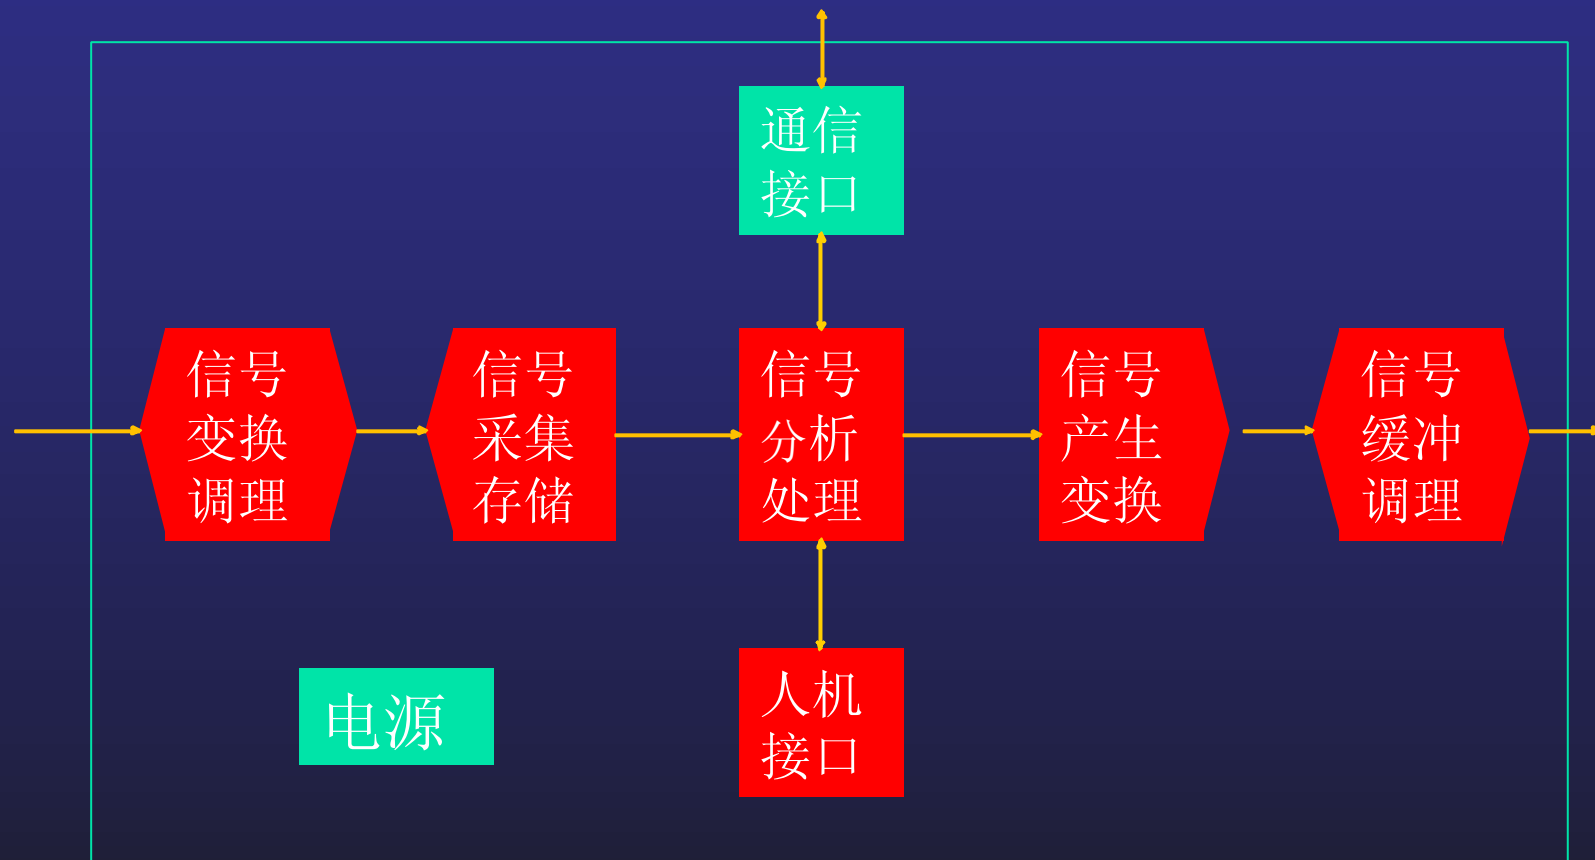 通信
接口
信号
变换
调理
信号
采集
存储
信号
分析
处理
信号
产生
变换
信号
缓冲
调理
电源
人机
接口